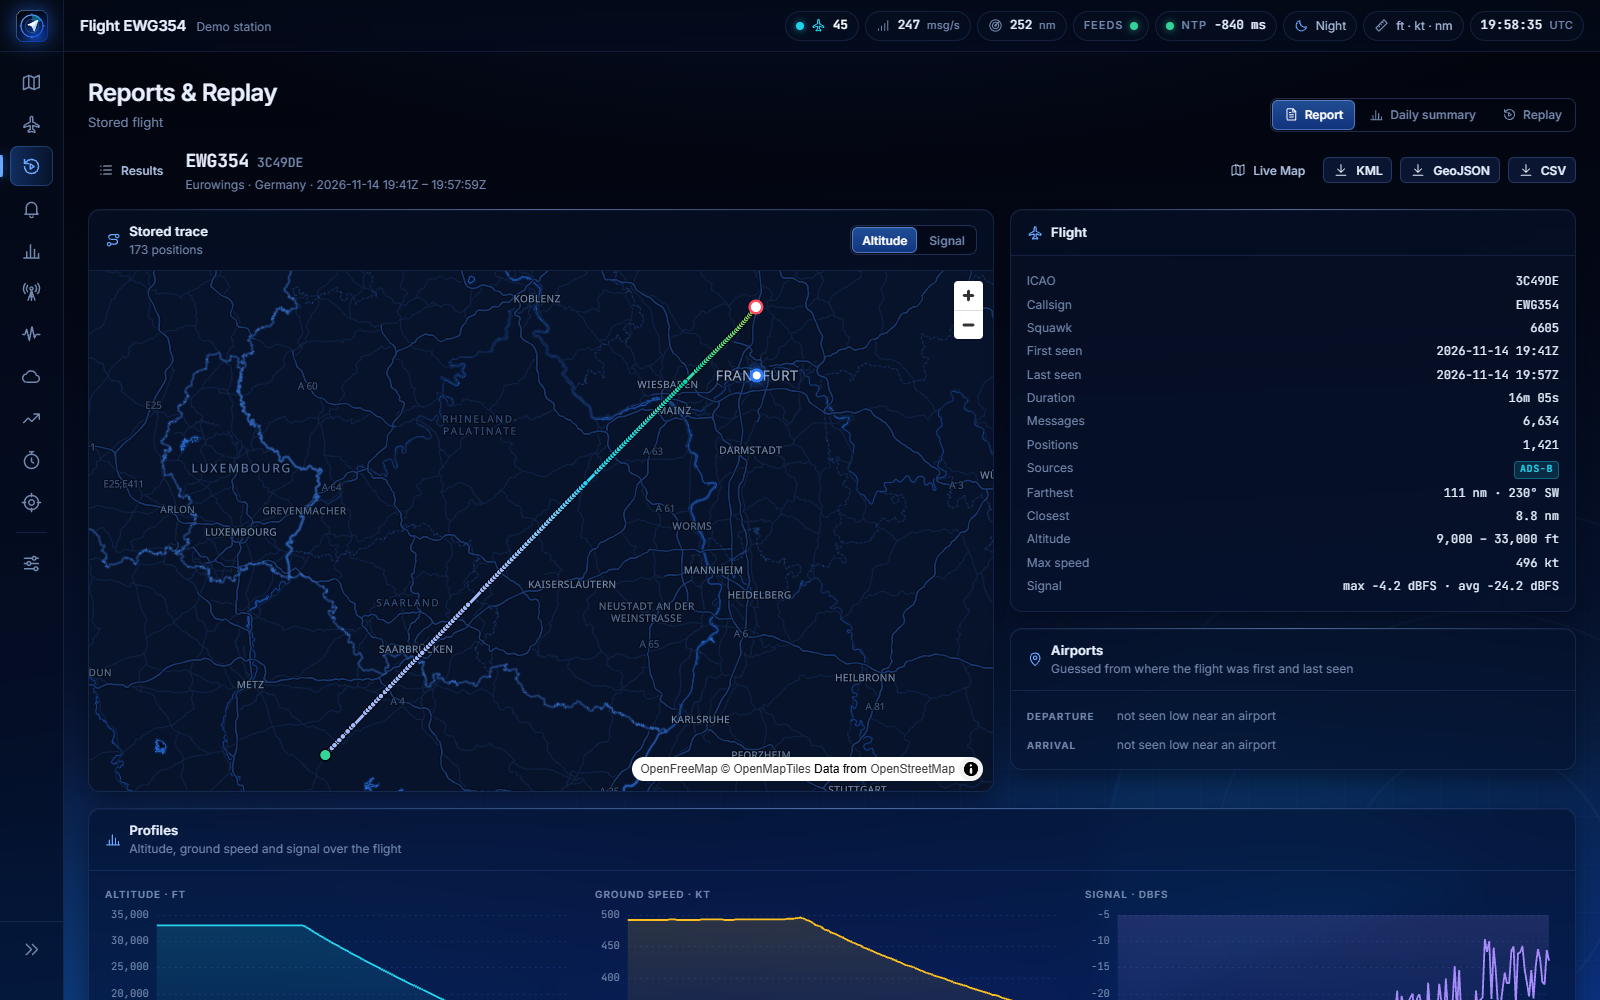 Flight EWG354 Demo station
45
247 msg/s
252 nm
FEEDS
NTP -840 ms
Night
ft · kt · nm
19:58:35 UTC
Reports & Replay
Stored flight
Report
Daily summary
Replay
Results
EWG354 3C49DE
Eurowings · Germany · 2026-11-14 19:41Z – 19:57:59Z
Live Map
KML
GeoJSON
CSV
Stored trace
173 positions
Altitude
Signal
KOBLENZ
FRANKFURT
WIESBADEN
MAINZ
A 60
E25
RHINELAND-
PALATINATE
A 63
DARMSTADT
LUXEMBOURG
A 64
A 3
WÜ
E25;E411
ARLON
GREVENMACHER
A 61
LUXEMBOURG
WORMS
MANNHEIM
KAISERSLAUTERN
HEIDELBERG
SAARLAND
NEUSTADT AN DER
WEINSTRASSE
A 6
A 65
SAARBRÜCKEN
DUN
METZ
HEILBRONN
A 4
A 81
KARLSRUHE
PFORZHEIM
STUTTGART
OpenFreeMap © OpenMapTiles Data from OpenStreetMap
Flight
ICAO 3C49DE
Callsign EWG354
Squawk 6605
First seen 2026-11-14 19:41Z
Last seen 2026-11-14 19:57Z
Duration 16m 05s
Messages 6,634
Positions 1,421
Sources ADS-B
Farthest 111 nm · 230° SW
Closest 8.8 nm
Altitude 9,000 – 33,000 ft
Max speed 496 kt
Signal max -4.2 dBFS · avg -24.2 dBFS
Airports
Guessed from where the flight was first and last seen
DEPARTURE not seen low near an airport
ARRIVAL not seen low near an airport
Profiles
Altitude, ground speed and signal over the flight
ALTITUDE · FT
35,000
30,000
25,000
20,000
GROUND SPEED · KT
500
450
400
SIGNAL · DBFS
-5
-10
-15
-20